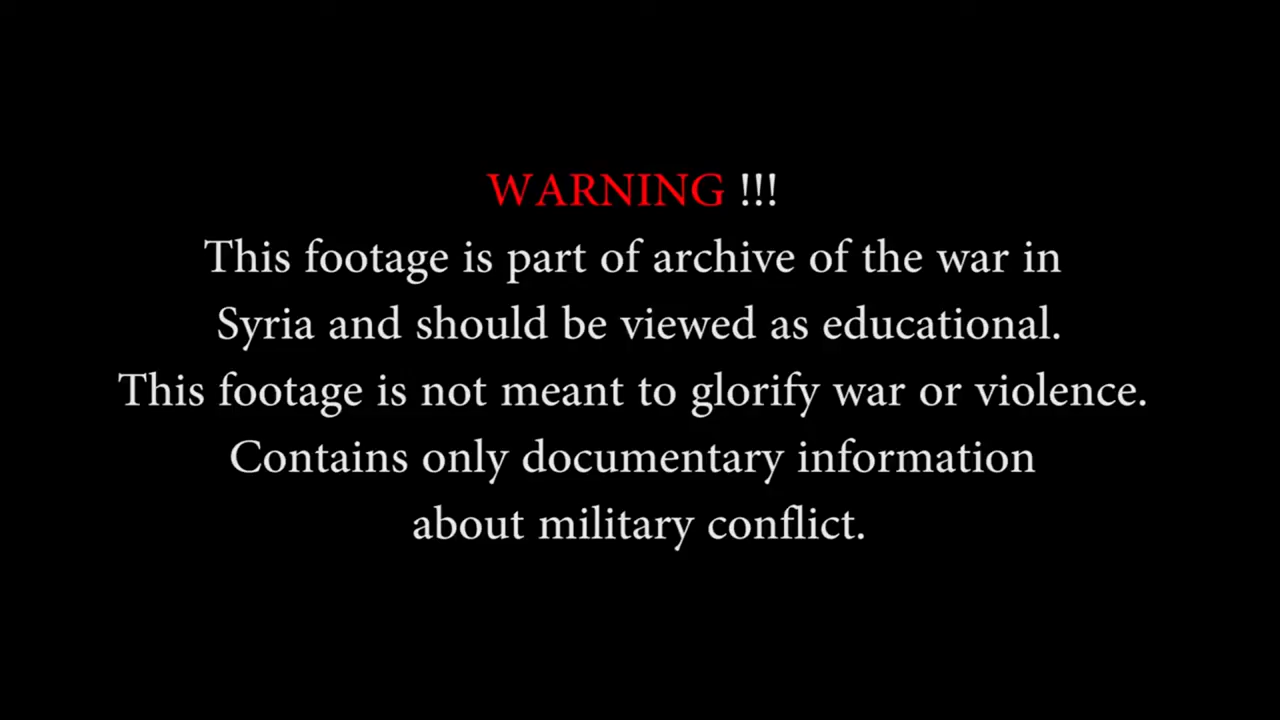 WARNING !!!
This footage is part of archive of the war in
Syria and should be viewed as educational.
This footage is not meant to glorify war or violence.
Contains only documentary information
about military conflict.